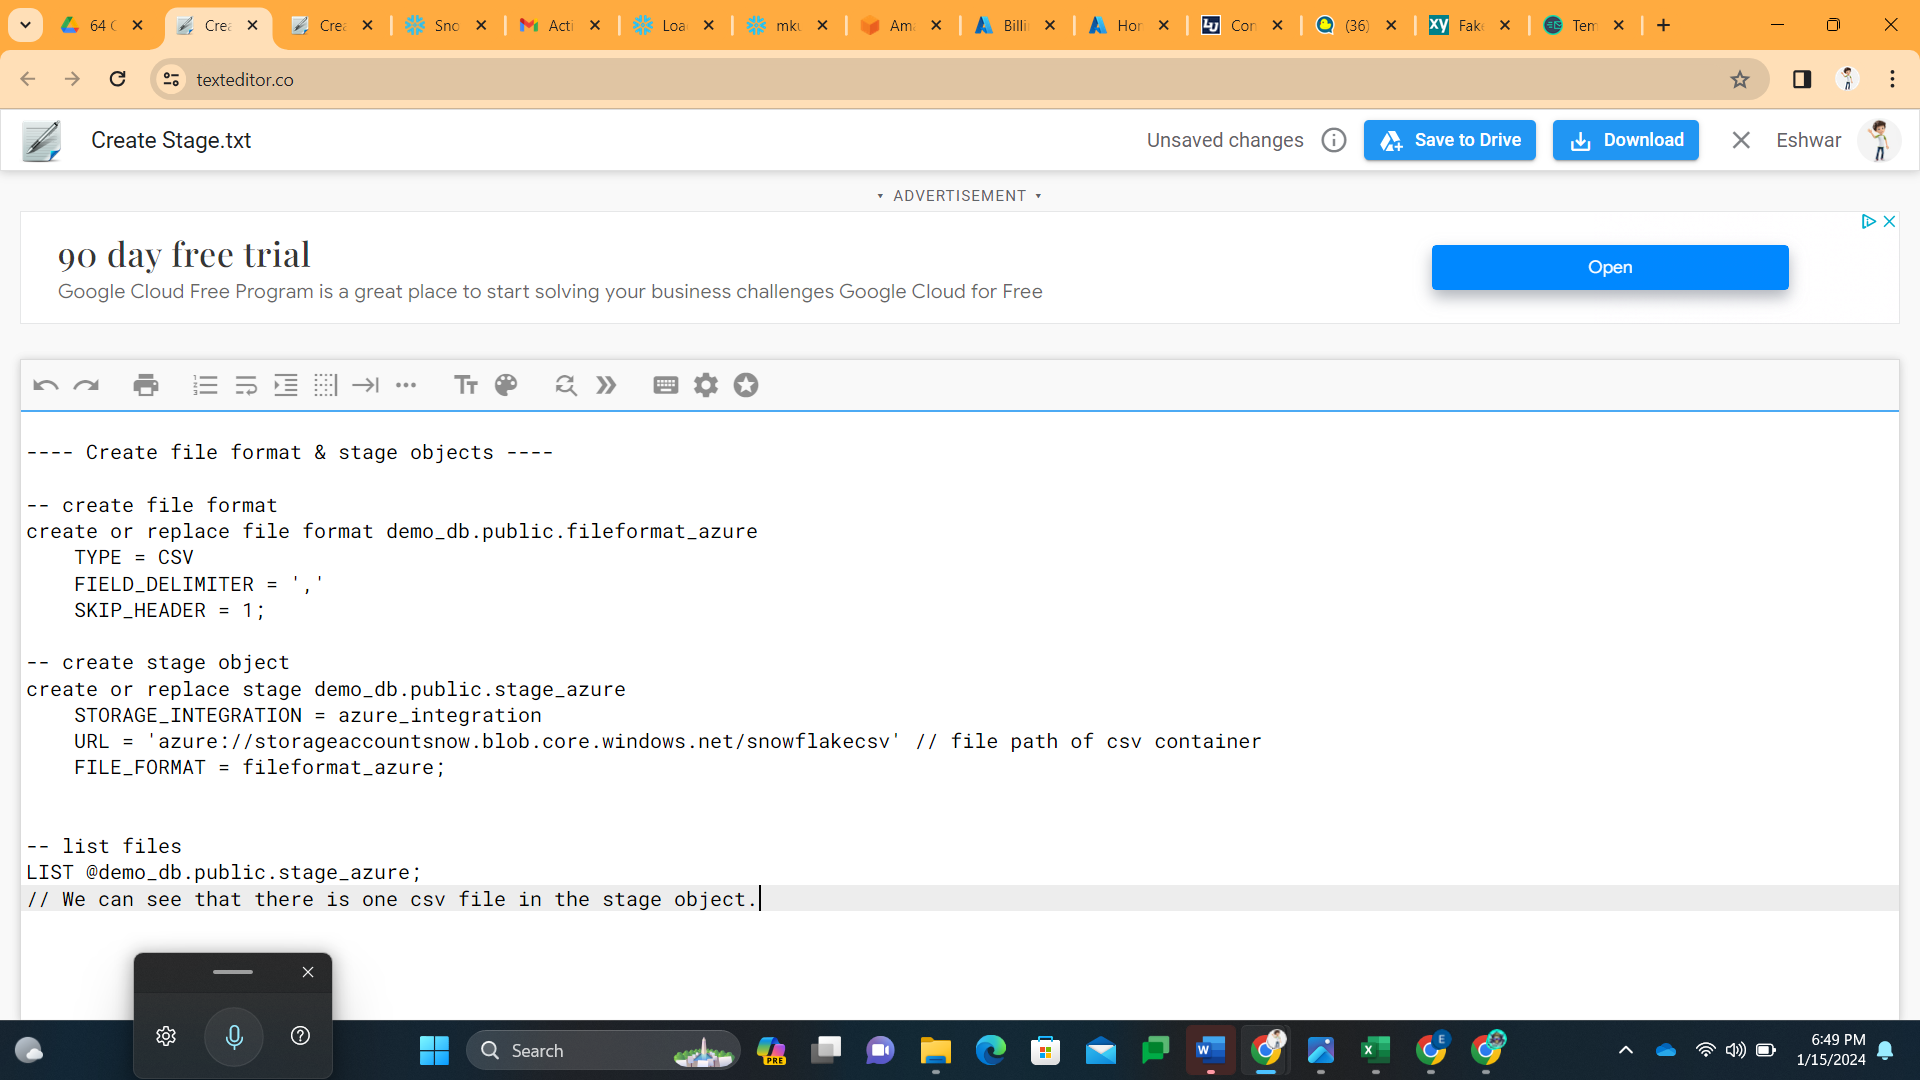 64 C
Crea
Crea
Sno
Acti
Loa
mku
Am
Billi
Hor
Con
(36)
Fake
Tem
texteditor.co
Create Stage.txt
Unsaved changes
Save to Drive
Download
Eshwar
ADVERTISEMENT
90 day free trial
Google Cloud Free Program is a great place to start solving your business challenges Google Cloud for Free
Open
---- Create file format & stage objects ----
-- create file format
create or replace file format demo_db.public.fileformat_azure
TYPE = CSV
FIELD_DELIMITER = ','
SKIP_HEADER = 1;
-- create stage object
create or replace stage demo_db.public.stage_azure
STORAGE_INTEGRATION = azure_integration
URL = 'azure://storageaccountsnow.blob.core.windows.net/snowflakecsv' // file path of csv container
FILE_FORMAT = fileformat_azure;
-- list files
LIST @demo_db.public.stage_azure;
// We can see that there is one csv file in the stage object.
Search
PRE
6:49 PM
1/15/2024